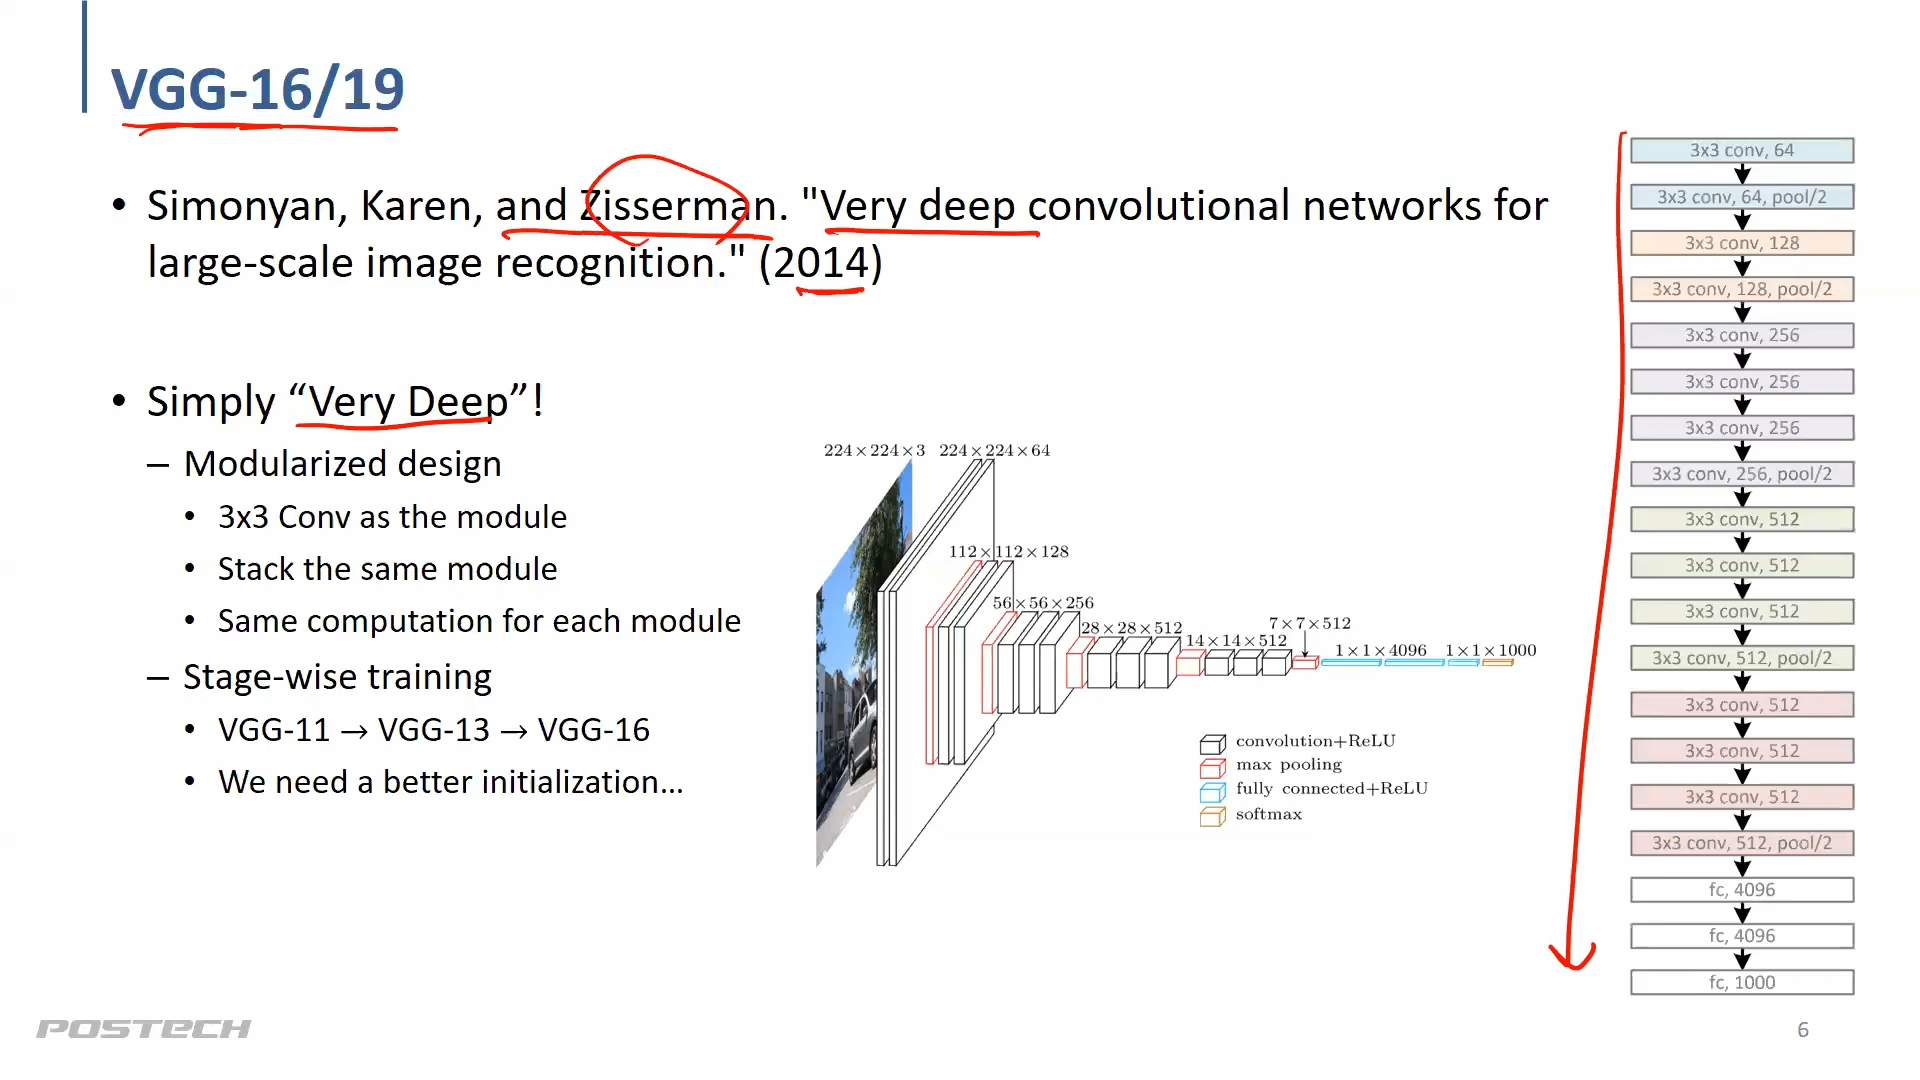 VGG-16/19
• Simonyan, Karen, and Zisserman. "Very deep convolutional networks for
large-scale image recognition." (2014)
• Simply “Very Deep”!
– Modularized design
• 3x3 Conv as the module
• Stack the same module
• Same computation for each module
– Stage-wise training
• VGG-11 → VGG-13 → VGG-16
• We need a better initialization…
224×224×3 224×224×64
112×112×128
56×56×256
28×28×512
14×14×512
7×7×512
1×1×4096 1×1×1000
convolution+ReLU
max pooling
fully connected+ReLU
softmax
3x3 conv, 64
3x3 conv, 64, pool/2
3x3 conv, 128
3x3 conv, 128, pool/2
3x3 conv, 256
3x3 conv, 256
3x3 conv, 256
3x3 conv, 256, pool/2
3x3 conv, 512
3x3 conv, 512
3x3 conv, 512
3x3 conv, 512, pool/2
3x3 conv, 512
3x3 conv, 512
3x3 conv, 512
3x3 conv, 512, pool/2
fc, 4096
fc, 4096
fc, 1000
POSTECH
6